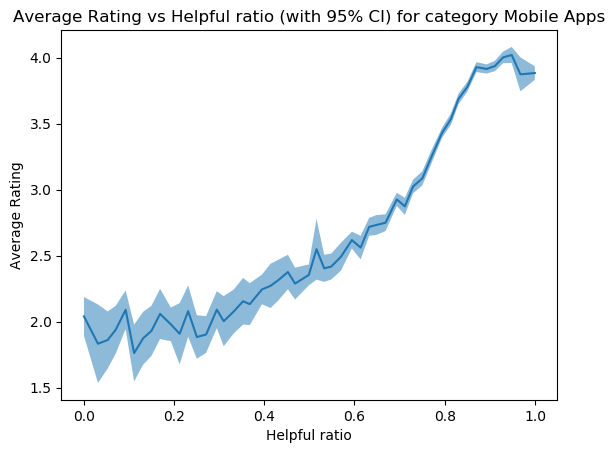 Average Rating vs Helpful ratio (with 95% CI) for category Mobile Apps
4.0
3.5
3.0
2.5
2.0
1.5
Average Rating
0.0 0.2 0.4 0.6 0.8 1.0
Helpful ratio